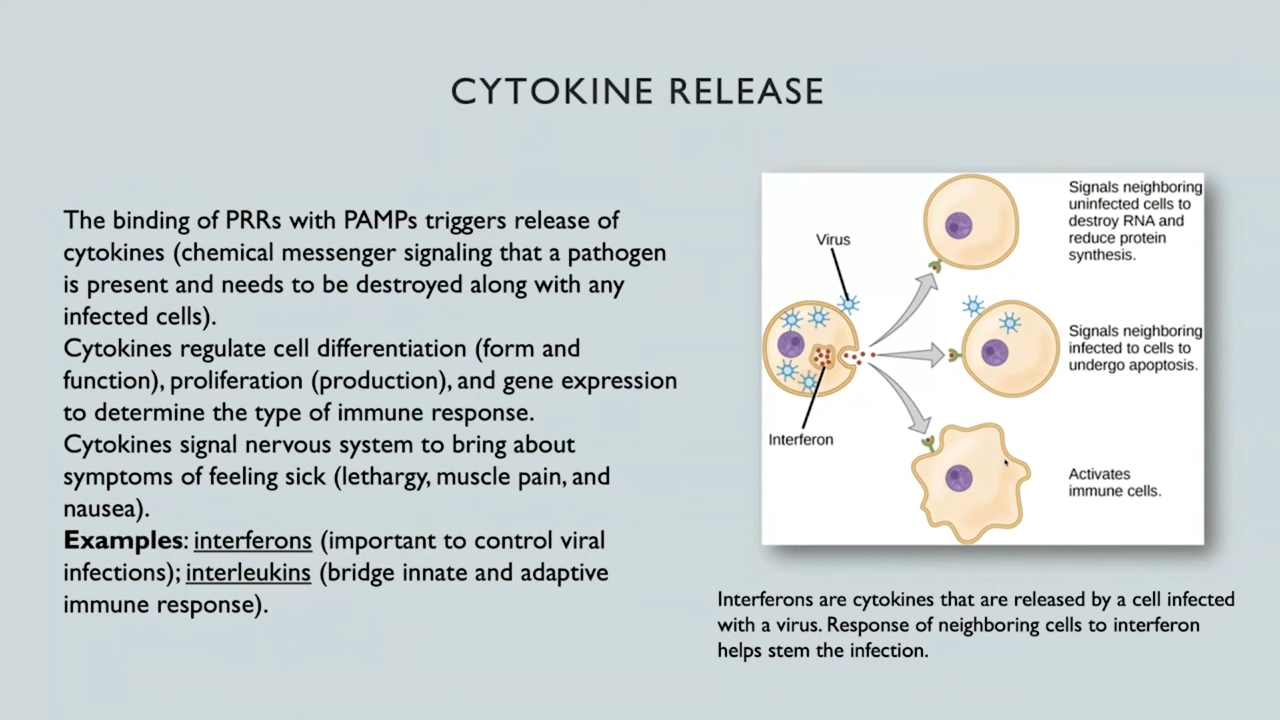 CYTOKINE RELEASE
The binding of PRRs with PAMPs triggers release of
cytokines (chemical messenger signaling that a pathogen
is present and needs to be destroyed along with any
infected cells).
Cytokines regulate cell differentiation (form and
function), proliferation (production), and gene expression
to determine the type of immune response.
Cytokines signal nervous system to bring about
symptoms of feeling sick (lethargy, muscle pain, and
nausea).
Examples: interferons (important to control viral
infections); interleukins (bridge innate and adaptive
immune response).
Virus
Interferon
Signals neighboring
uninfected cells to
destroy RNA and
reduce protein
synthesis.
Signals neighboring
infected to cells to
undergo apoptosis.
Activates
immune cells.
Interferons are cytokines that are released by a cell infected
with a virus. Response of neighboring cells to interferon
helps stem the infection.